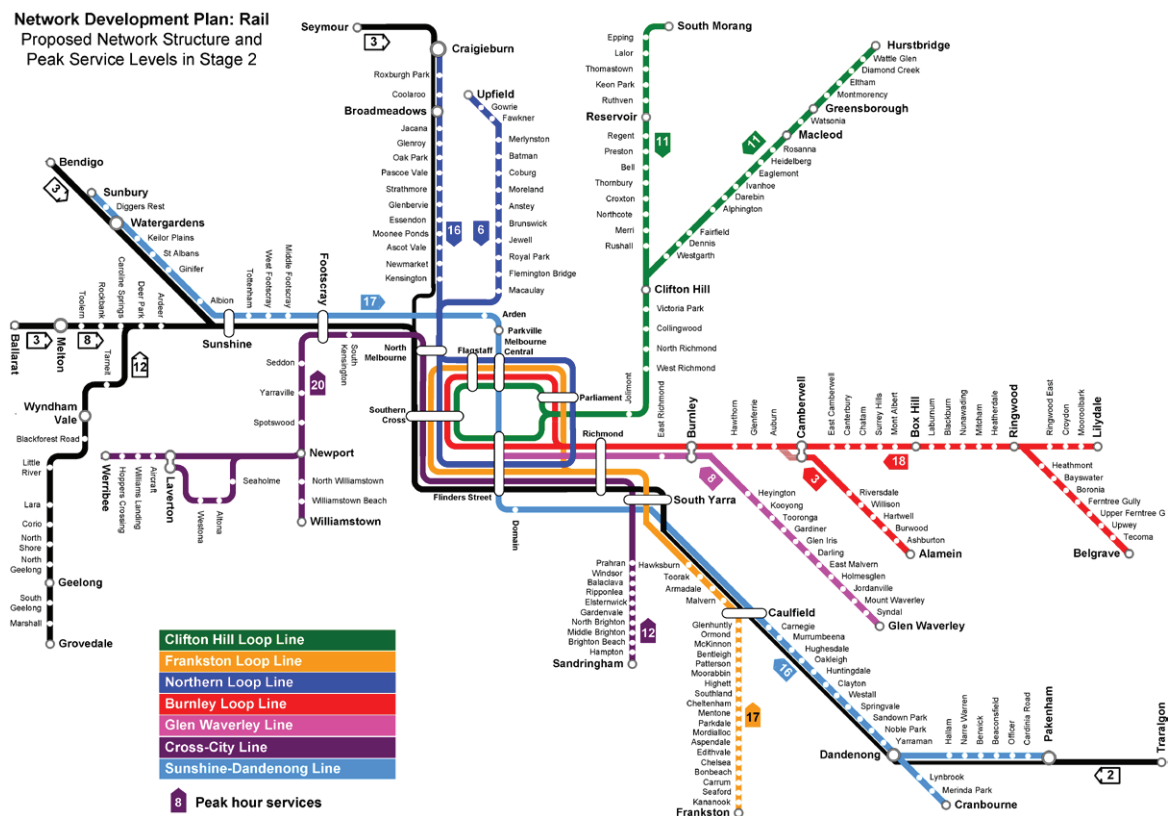 Network Development Plan: Rail
Proposed Network Structure and
Peak Service Levels in Stage 2
Seymour
3
Craigieburn
Roxburgh Park
Coolaroo
Broadmeadows
Jacana
Glenroy
Oak Park
Pascoe Vale
Strathmore
Glenbervie
Essendon
Moonee Ponds
Ascot Vale
Newmarket
Kensington
16
Upfield
Gowrie
Fawkner
Merlynston
Batman
Coburg
Moreland
Anstey
Brunswick
Jewell
Royal Park
Flemington Bridge
Macaulay
6
South Morang
Epping
Lalor
Thomastown
Keon Park
Ruthven
Reservoir
Regent
Preston
Bell
Thornbury
Croxton
Northcote
Merri
Rushall
11
Hurstbridge
Wattle Glen
Diamond Creek
Eltham
Montmorency
Greensborough
Watsonia
Macleod
Rosanna
Heidelberg
Eaglemont
Ivanhoe
Darebin
Alphington
Fairfield
Dennis
Westgarth
11
Clifton Hill
Victoria Park
Collingwood
North Richmond
West Richmond
Jolimont
Bendigo
3
Sunbury
Diggers Rest
Watergardens
Keilor Plains
St Albans
Ginifer
Albion
Tottenham
West Footscray
Middle Footscray
Footscray
17
Arden
Parkville
Melbourne
Central
Ballarat
3
Melton
8
Toolern
Rockbank
Caroline Springs
Deer Park
Ardeer
Sunshine
Tarneit
12
Wyndham
Vale
Blackforest Road
Little
River
Lara
Corio
North
Shore
North
Geelong
Geelong
South
Geelong
Marshall
Grovedale
South
Kensington
Seddon
Yarraville
Spotswood
20
Newport
North Williamstown
Williamstown Beach
Williamstown
Werribee
Hoppers Crossing
Williams Landing
Aircraft
Laverton
Westona
Altona
Seaholme
North
Melbourne
Flagstaff
Southern
Cross
Parliament
Flinders Street
Richmond
East Richmond
Burnley
Hawthorn
Glenferrie
Auburn
Camberwell
East Camberwell
Canterbury
Chatam
Surrey Hills
Mont Albert
Box Hill
Laburnum
Blackburn
Nunawading
Mitcham
Heatherdale
Ringwood
Ringwood East
Croydon
Mooroolbark
Lilydale
18
Heathmont
Bayswater
Boronia
Ferntree Gully
Upper Ferntree G
Upwey
Tecoma
Belgrave
3
Riversdale
Willison
Hartwell
Burwood
Ashburton
Alamein
8
Heyington
Kooyong
Tooronga
Gardiner
Glen Iris
Darling
East Malvern
Holmesglen
Jordanville
Mount Waverley
Syndal
Glen Waverley
South Yarra
Domain
Prahran
Windsor
Balaclava
Ripponlea
Elsternwick
Gardenvale
North Brighton
Middle Brighton
Brighton Beach
Hampton
Sandringham
12
Hawksburn
Toorak
Armadale
Malvern
Caulfield
Glenhuntly
Ormond
McKinnon
Bentleigh
Patterson
Moorabbin
Highett
Southland
Cheltenham
Mentone
Parkdale
Mordialloc
Aspendale
Edithvale
Chelsea
Bonbeach
Carrum
Seaford
Kananook
Frankston
17
Carnegie
Murrumbeena
Hughesdale
Oakleigh
Huntingdale
Clayton
Westall
Springvale
Sandown Park
Noble Park
Yarraman
16
Dandenong
Hallam
Narre Warren
Berwick
Beaconsfield
Officer
Cardinia Road
Pakenham
2
Traralgon
Lynbrook
Merinda Park
Cranbourne
Clifton Hill Loop Line
Frankston Loop Line
Northern Loop Line
Burnley Loop Line
Glen Waverley Line
Cross-City Line
Sunshine-Dandenong Line
8 Peak hour services